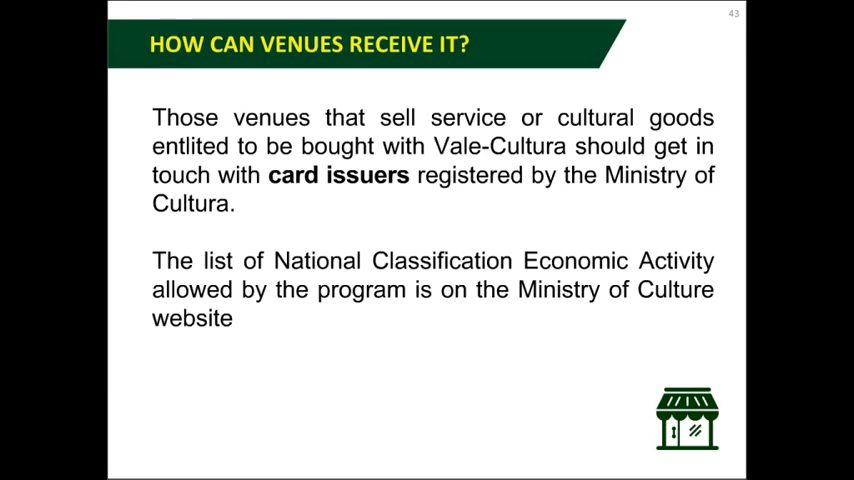 43
HOW CAN VENUES RECEIVE IT?
Those venues that sell service or cultural goods
entlited to be bought with Vale-Cultura should get in
touch with card issuers registered by the Ministry of
Cultura.
The list of National Classification Economic Activity
allowed by the program is on the Ministry of Culture
website